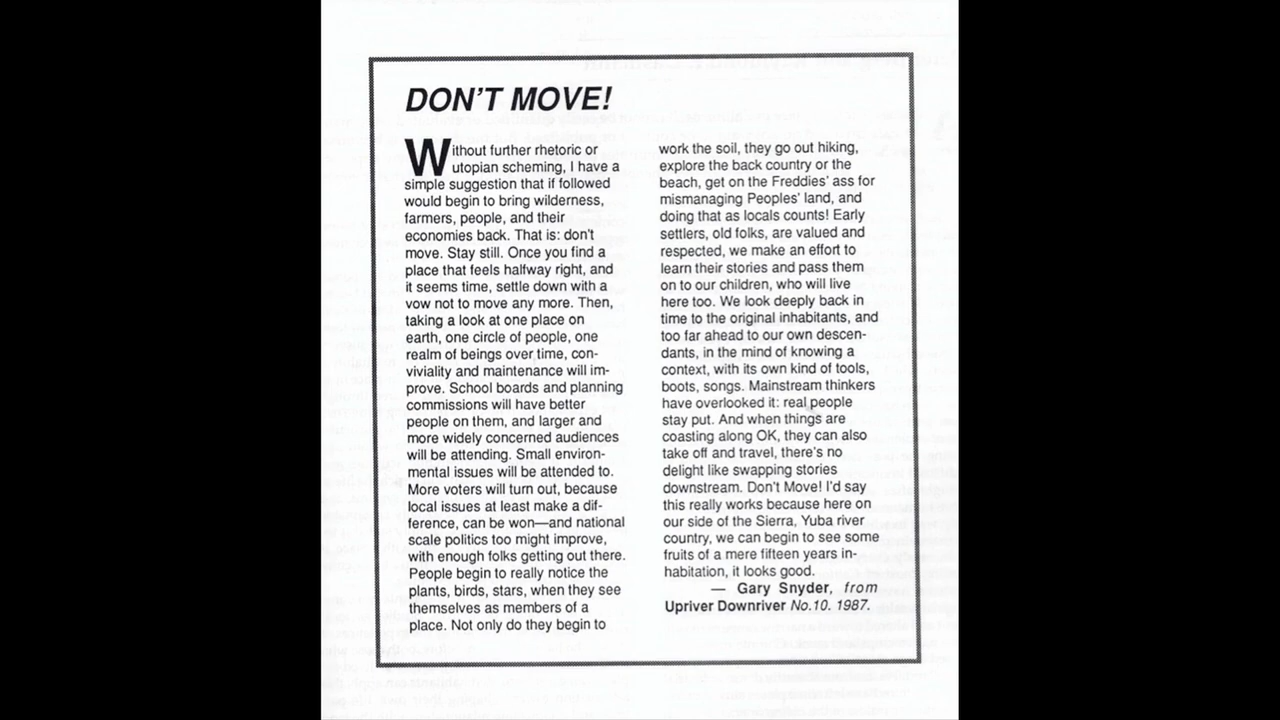 DON'T MOVE!
Without further rhetoric or
utopian scheming, I have a
simple suggestion that if followed
would begin to bring wilderness,
farmers, people, and their
economies back. That is: don't
move. Stay still. Once you find a
place that feels halfway right, and
it seems time, settle down with a
vow not to move any more. Then,
taking a look at one place on
earth, one circle of people, one
realm of beings over time, con-
viviality and maintenance will im-
prove. School boards and planning
commissions will have better
people on them, and larger and
more widely concerned audiences
will be attending. Small environ-
mental issues will be attended to.
More voters will turn out, because
local issues at least make a dif-
ference, can be won—and national
scale politics too might improve,
with enough folks getting out there.
People begin to really notice the
plants, birds, stars, when they see
themselves as members of a
place. Not only do they begin to
work the soil, they go out hiking,
explore the back country or the
beach, get on the Freddies' ass for
mismanaging Peoples' land, and
doing that as locals counts! Early
settlers, old folks, are valued and
respected, we make an effort to
learn their stories and pass them
on to our children, who will live
here too. We look deeply back in
time to the original inhabitants, and
too far ahead to our own descen-
dants, in the mind of knowing a
context, with its own kind of tools,
boots, songs. Mainstream thinkers
have overlooked it: real people
stay put. And when things are
coasting along OK, they can also
take off and travel, there's no
delight like swapping stories
downstream. Don't Move! I'd say
this really works because here on
our side of the Sierra, Yuba river
country, we can begin to see some
fruits of a mere fifteen years in-
habitation, it looks good.
— Gary Snyder, from
Upriver Downriver No.10. 1987.